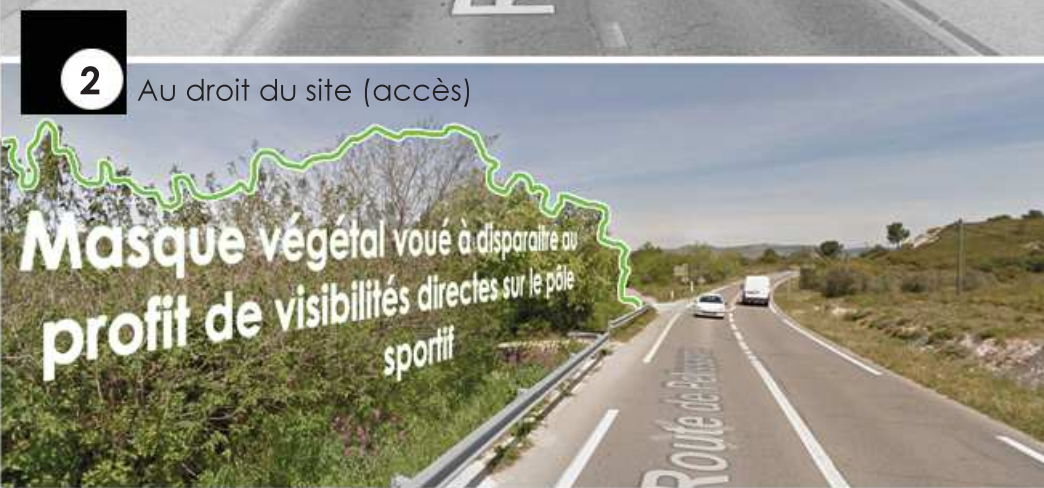 2
Au droit du site (accès)
Masque végétal voué à disparaitre au
profit de visibilités directes sur le pôle
sportif
Route de